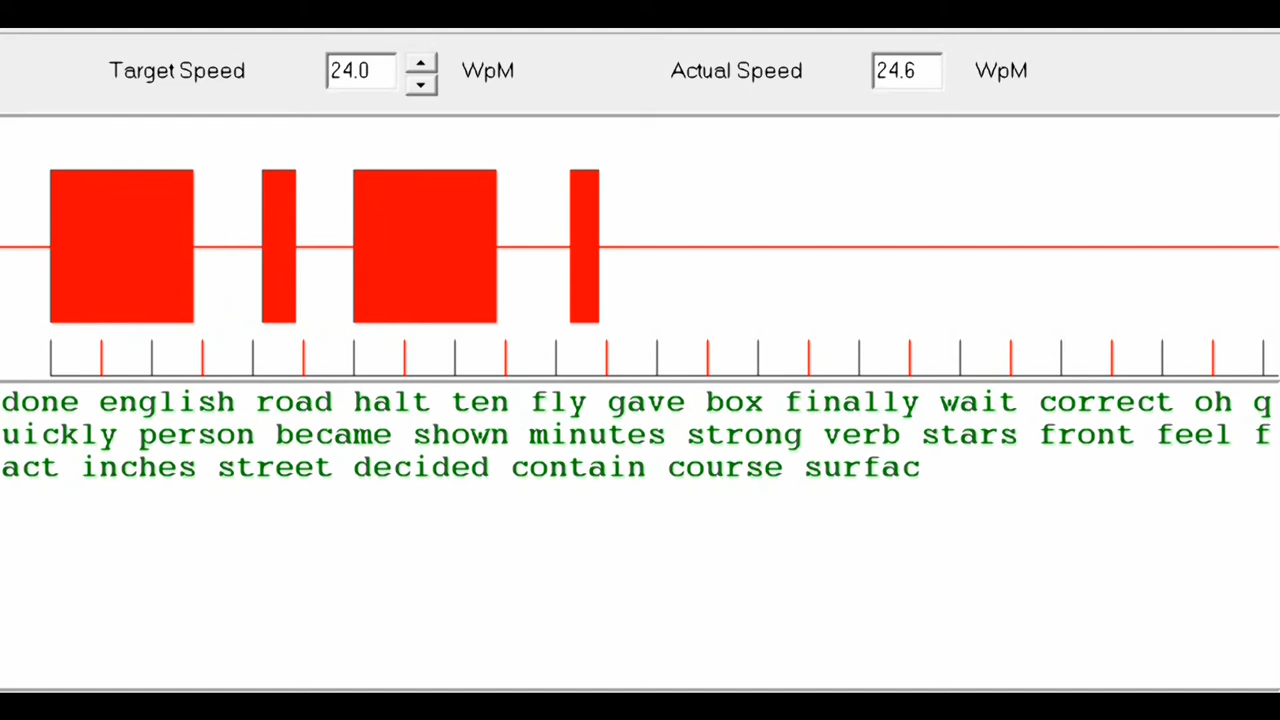 Target Speed 24.0 WpM Actual Speed 24.6 WpM
done english road halt ten fly gave box finally wait correct oh q
uickly person became shown minutes strong verb stars front feel f
act inches street decided contain course surfac